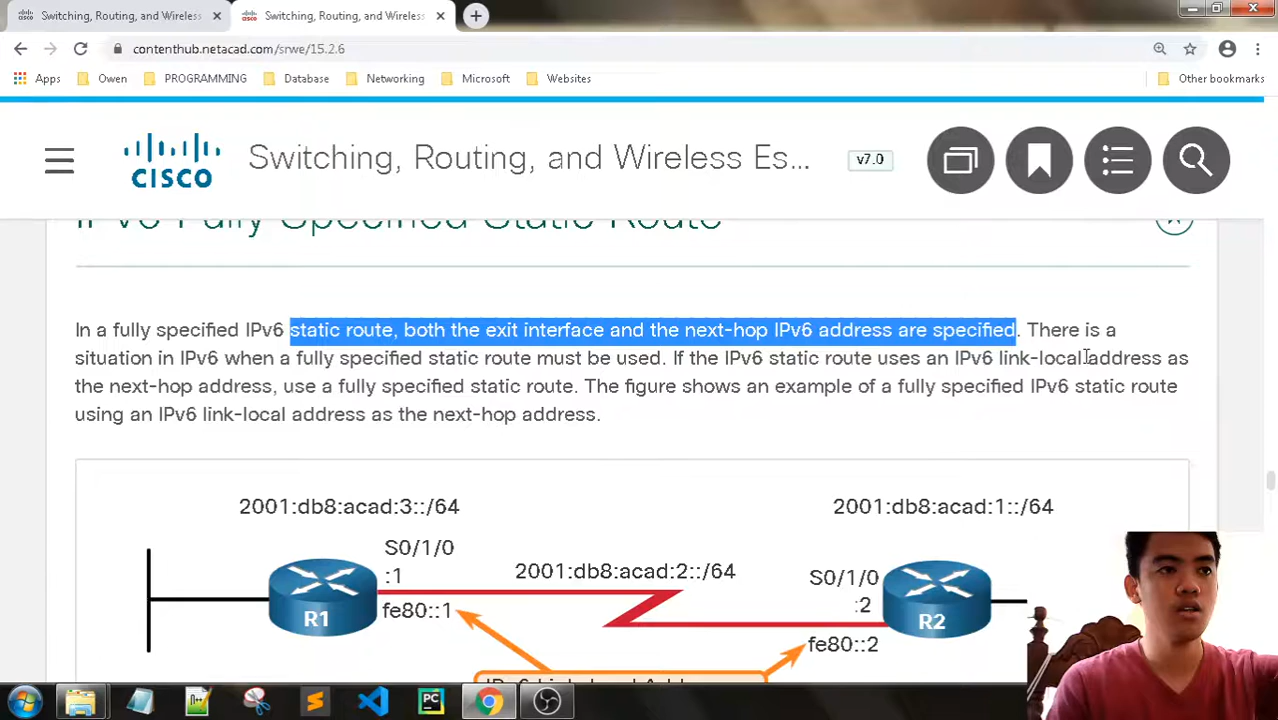 Switching, Routing, and Wireless
Switching, Routing, and Wireless
contenthub.netacad.com/srwe/15.2.6
Apps
Owen
PROGRAMMING
Database
Networking
Microsoft
Websites
Other bookmarks
CISCO
Switching, Routing, and Wireless Es...
v7.0
IPv6 Fully Specified Static Route
In a fully specified IPv6 static route, both the exit interface and the next-hop IPv6 address are specified. There is a
situation in IPv6 when a fully specified static route must be used. If the IPv6 static route uses an IPv6 link-local address as
the next-hop address, use a fully specified static route. The figure shows an example of a fully specified IPv6 static route
using an IPv6 link-local address as the next-hop address.
2001:db8:acad:3::/64
2001:db8:acad:1::/64
S0/1/0
:1
2001:db8:acad:2::/64
S0/1/0
:2
R1
fe80::1
R2
fe80::2
PC